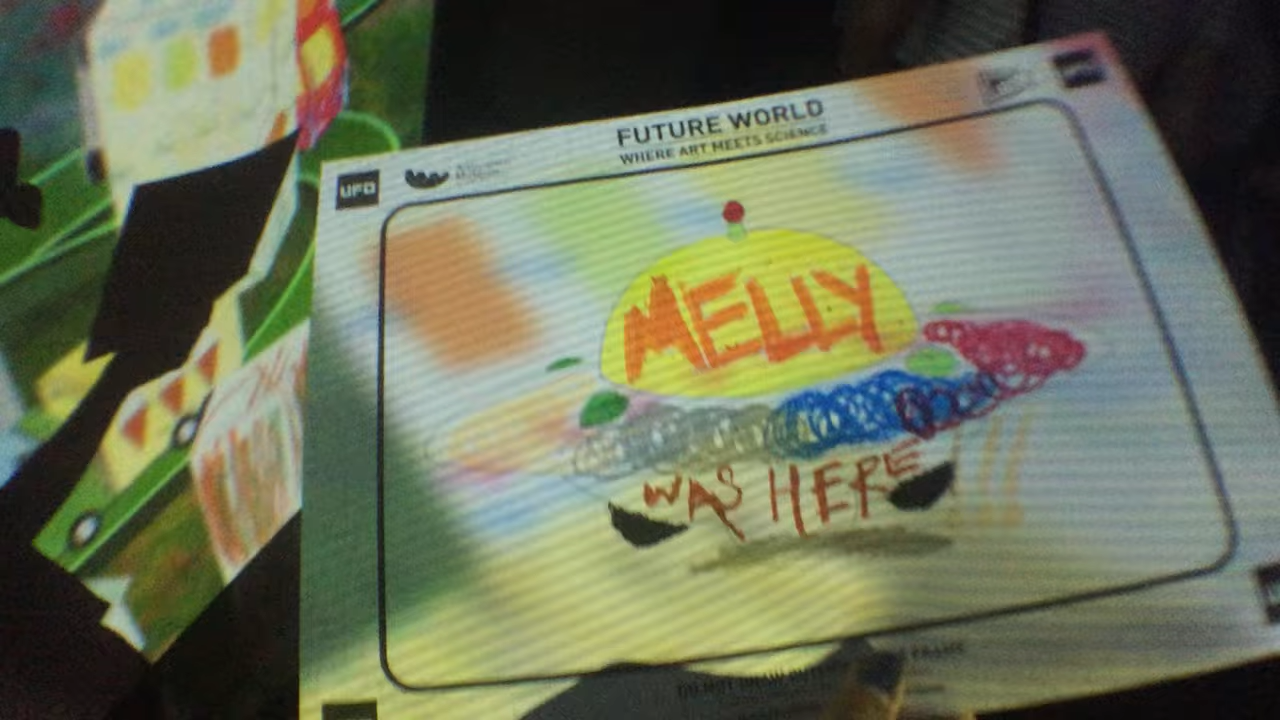 FUTURE WORLD
WHERE ART MEETS SCIENCE
UFO
MELLY
WAS HERE